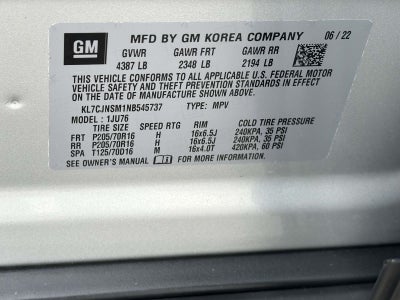 GM
MFD BY GM KOREA COMPANY 06/22
GVWR GAWR FRT GAWR RR
4387 LB 2348 LB 2194 LB
THIS VEHICLE CONFORMS TO ALL APPLICABLE U.S. FEDERAL MOTOR
VEHICLE SAFETY, BUMPER, AND THEFT PREVENTION STANDARDS IN EFFECT
ON THE DATE OF MANUFACTURE SHOWN ABOVE.
KL7CJNSM1NB545737 TYPE: MPV
MODEL: 1JU76
TIRE SIZE SPEED RTG RIM COLD TIRE PRESSURE
FRT P205/70R16 H 16x6.5J 240KPA, 35 PSI
RR P205/70R16 H 16x6.5J 240KPA, 35 PSI
SPA T125/70D16 M 16x4.0T 420KPA, 60 PSI
SEE OWNER'S MANUAL FOR MORE INFORMATION.